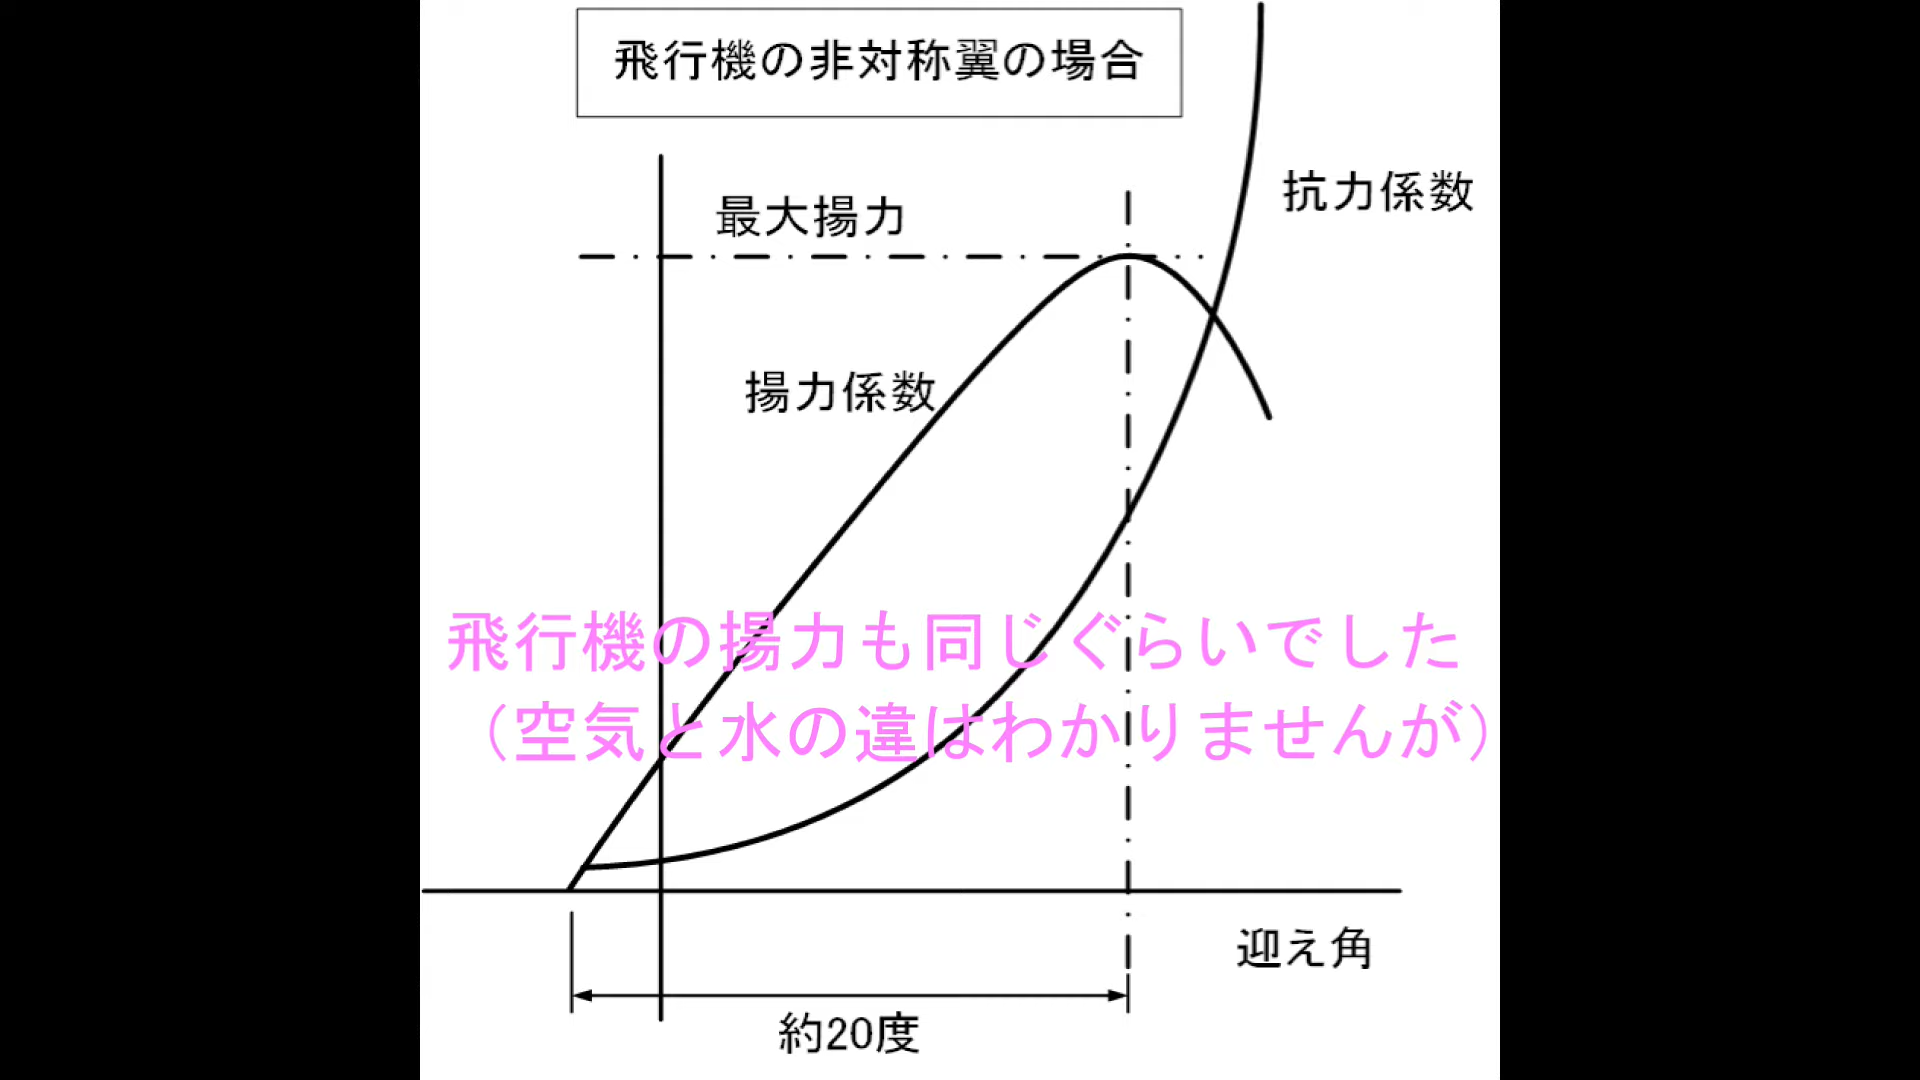 飛行機の非対称翼の場合
抗力係数
最大揚力
揚力係数
飛行機の揚力も同じぐらいでした
（空気と水の違はわかりませんが）
迎え角
約20度